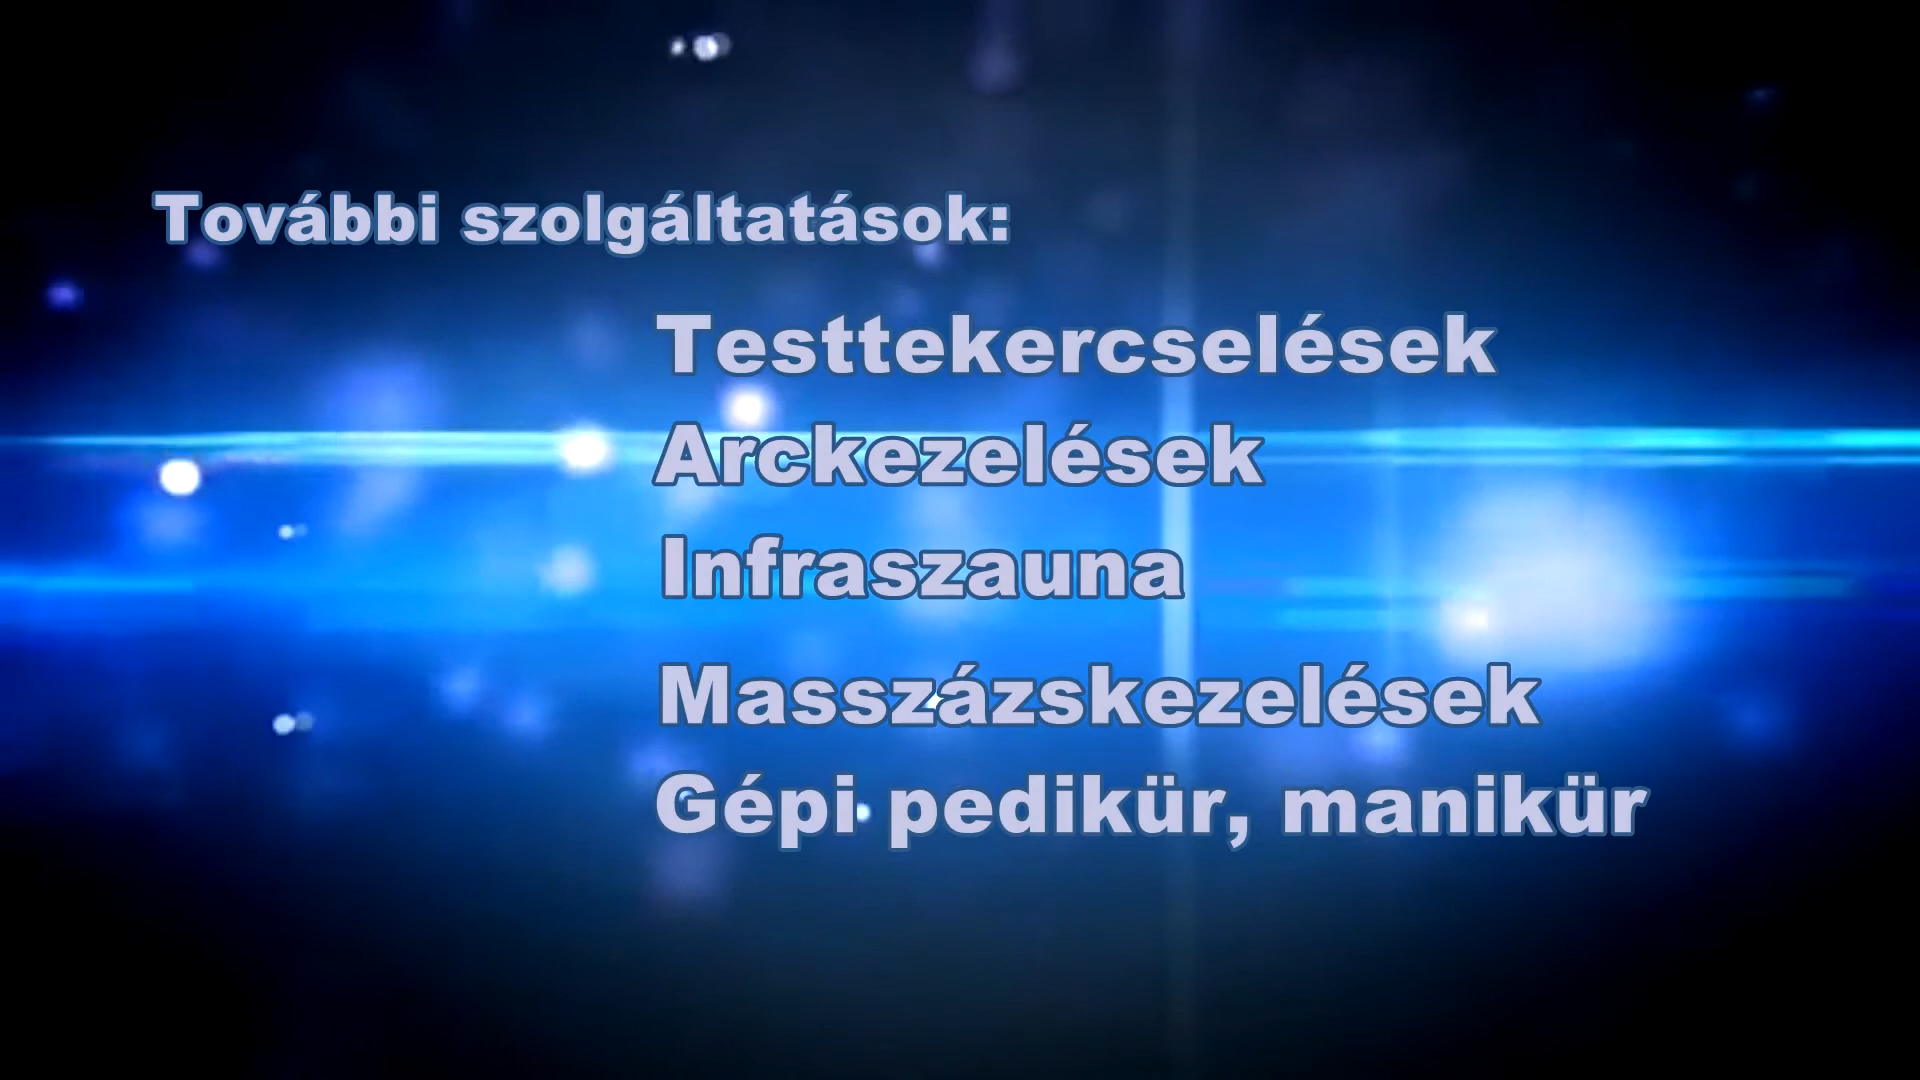 További szolgáltatások:
Testtekercselések
Arckezelések
Infraszauna
Masszázskezelések
Gépi pedikür, manikür